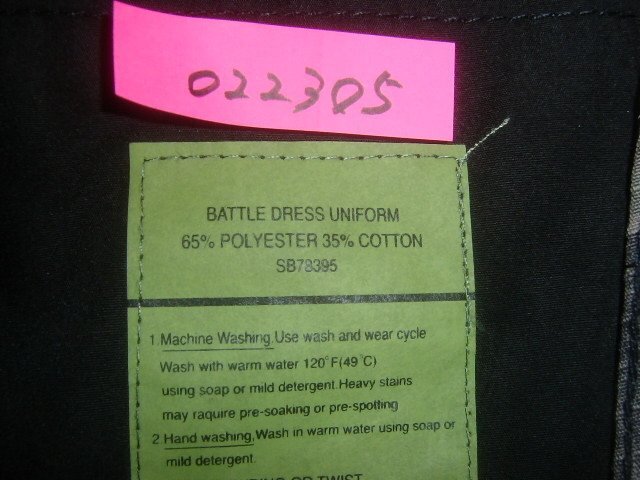 022305
BATTLE DRESS UNIFORM
65% POLYESTER 35% COTTON
SB78395
1.Machine Washing.Use wash and wear cycle
Wash with warm water 120°F(49°C)
using soap or mild detergent.Heavy stains
may raquire pre-soaking or pre-spotting
2.Hand washing,Wash in warm water using soap or
mild detergent.
OR TWIST